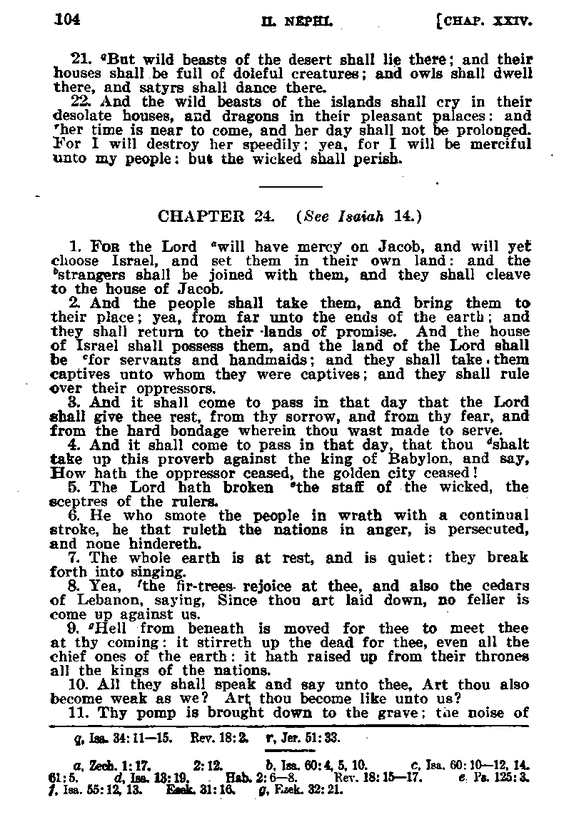 104 II. NEPHI. [CHAP. XXIV.
21. qBut wild beasts of the desert shall lie there; and their
houses shall be full of doleful creatures; and owls shall dwell
there, and satyrs shall dance there.
22. And the wild beasts of the islands shall cry in their
desolate houses, and dragons in their pleasant palaces: and
rher time is near to come, and her day shall not be prolonged.
For I will destroy her speedily; yea, for I will be merciful
unto my people: but the wicked shall perish.
CHAPTER 24. (See Isaiah 14.)
1. FOR the Lord awill have mercy on Jacob, and will yet
choose Israel, and set them in their own land: and the
bstrangers shall be joined with them, and they shall cleave
to the house of Jacob.
2. And the people shall take them, and bring them to
their place; yea, from far unto the ends of the earth; and
they shall return to their lands of promise. And the house
of Israel shall possess them, and the land of the Lord shall
be cfor servants and handmaids; and they shall take them
captives unto whom they were captives; and they shall rule
over their oppressors.
3. And it shall come to pass in that day that the Lord
shall give thee rest, from thy sorrow, and from thy fear, and
from the hard bondage wherein thou wast made to serve.
4. And it shall come to pass in that day, that thou dshalt
take up this proverb against the king of Babylon, and say,
How hath the oppressor ceased, the golden city ceased!
5. The Lord hath broken ethe staff of the wicked, the
sceptres of the rulers.
6. He who smote the people in wrath with a continual
stroke, he that ruleth the nations in anger, is persecuted,
and none hindereth.
7. The whole earth is at rest, and is quiet: they break
forth into singing.
8. Yea, fthe fir-trees rejoice at thee, and also the cedars
of Lebanon, saying, Since thou art laid down, no feller is
come up against us.
9. gHell from beneath is moved for thee to meet thee
at thy coming: it stirreth up the dead for thee, even all the
chief ones of the earth: it hath raised up from their thrones
all the kings of the nations.
10. All they shall speak and say unto thee, Art thou also
become weak as we? Art thou become like unto us?
11. Thy pomp is brought down to the grave; the noise of
q, Isa. 34: 11—15. Rev. 18: 2. r, Jer. 51: 33.
a, Zech. 1: 17. 2: 12. b, Isa. 60: 4, 5, 10. c, Isa. 60: 10—12, 14.
61: 5. d, Isa. 13: 19. Hab. 2: 6—8. Rev. 18: 15—17. e, Ps. 125: 3.
f, Isa. 55: 12, 13. Ezek. 31: 16. g, Ezek. 32: 21.